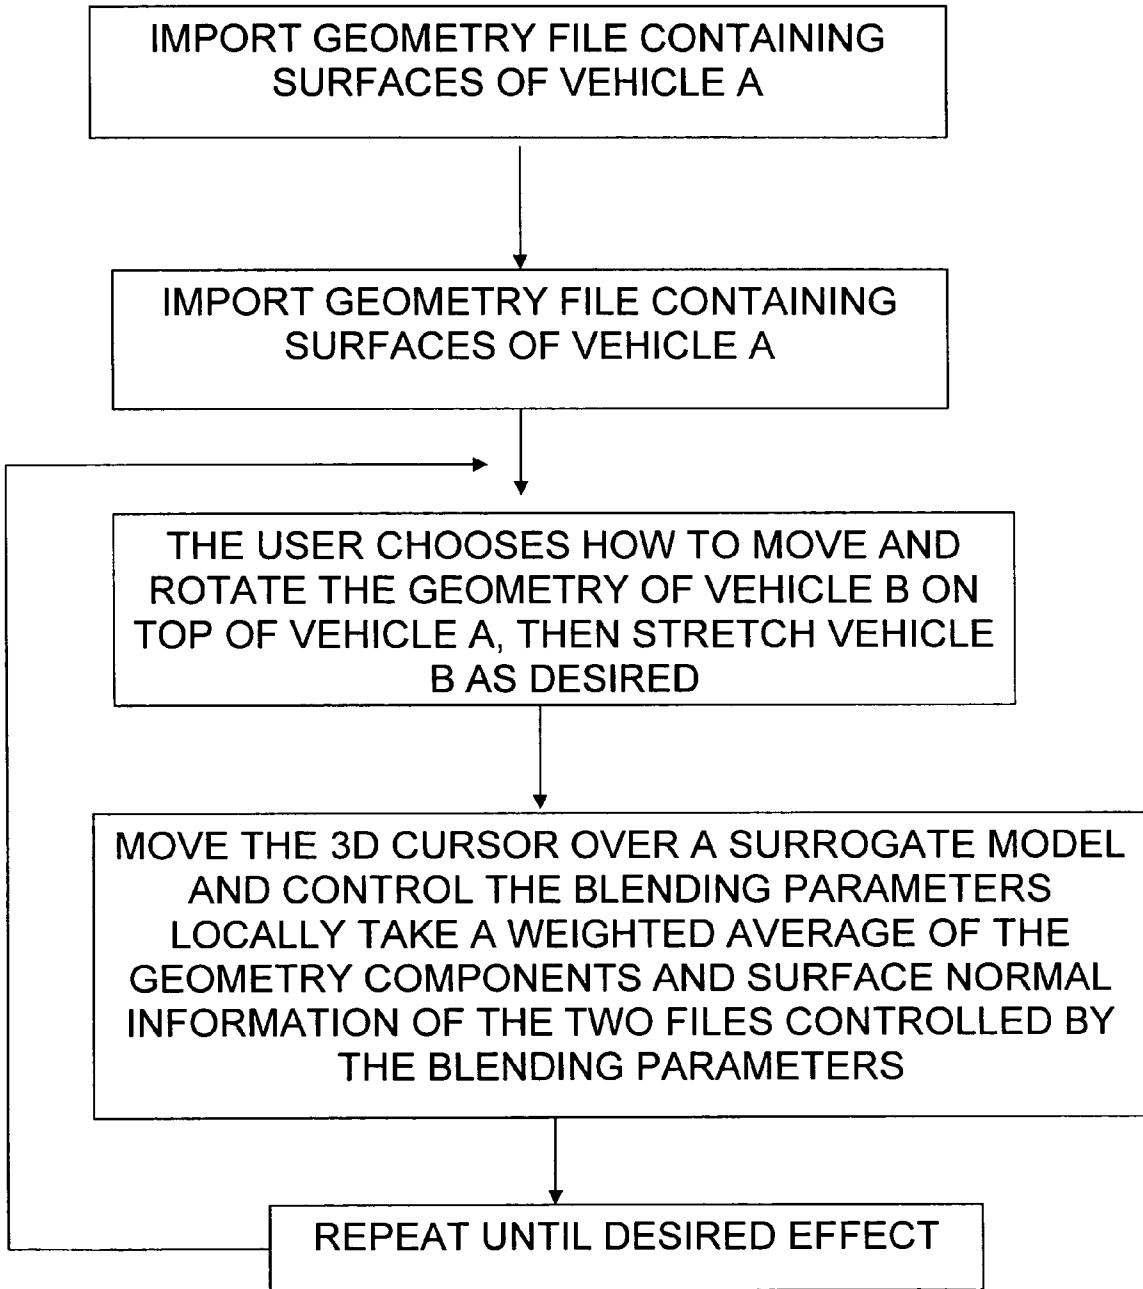 IMPORT GEOMETRY FILE CONTAINING
SURFACES OF VEHICLE A
IMPORT GEOMETRY FILE CONTAINING
SURFACES OF VEHICLE A
THE USER CHOOSES HOW TO MOVE AND
ROTATE THE GEOMETRY OF VEHICLE B ON
TOP OF VEHICLE A, THEN STRETCH VEHICLE
B AS DESIRED
MOVE THE 3D CURSOR OVER A SURROGATE MODEL
AND CONTROL THE BLENDING PARAMETERS
LOCALLY TAKE A WEIGHTED AVERAGE OF THE
GEOMETRY COMPONENTS AND SURFACE NORMAL
INFORMATION OF THE TWO FILES CONTROLLED BY
THE BLENDING PARAMETERS
REPEAT UNTIL DESIRED EFFECT